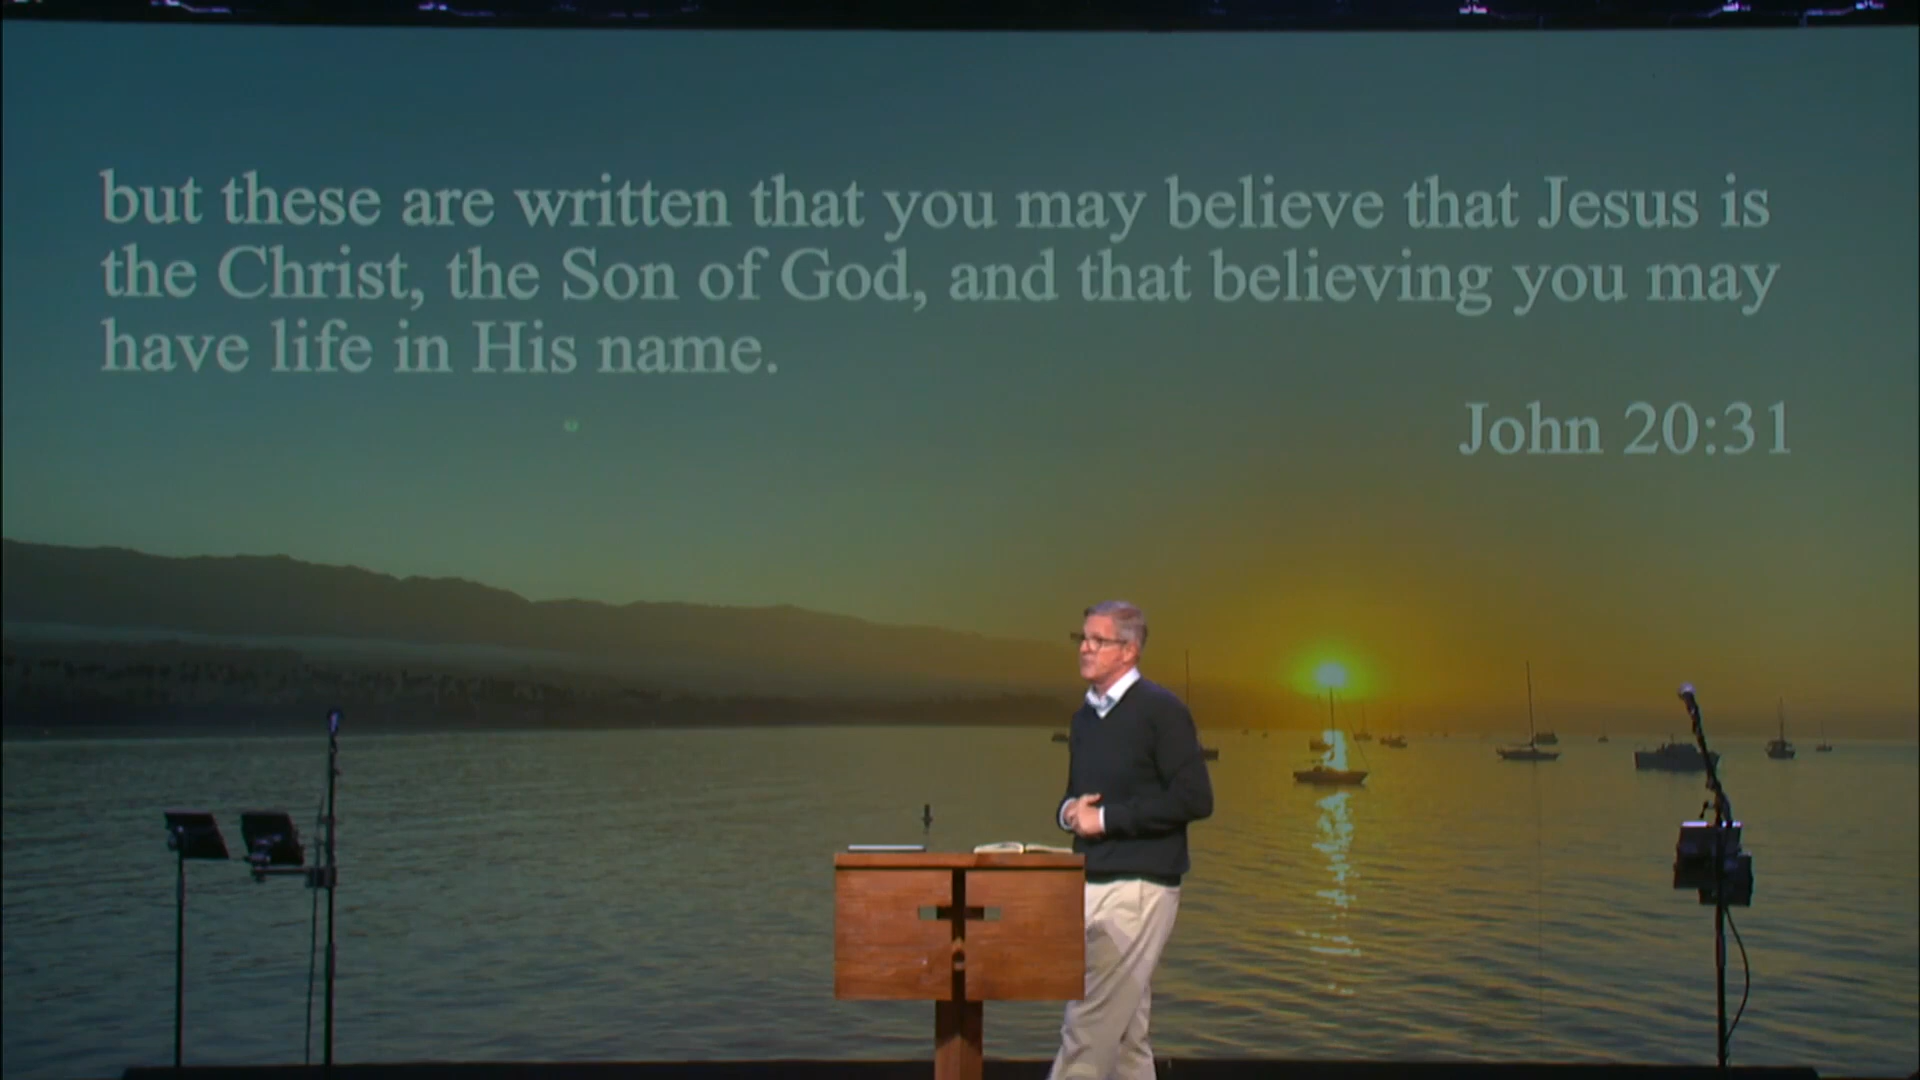 but these are written that you may believe that Jesus is
the Christ, the Son of God, and that believing you may
have life in His name.
John 20:31